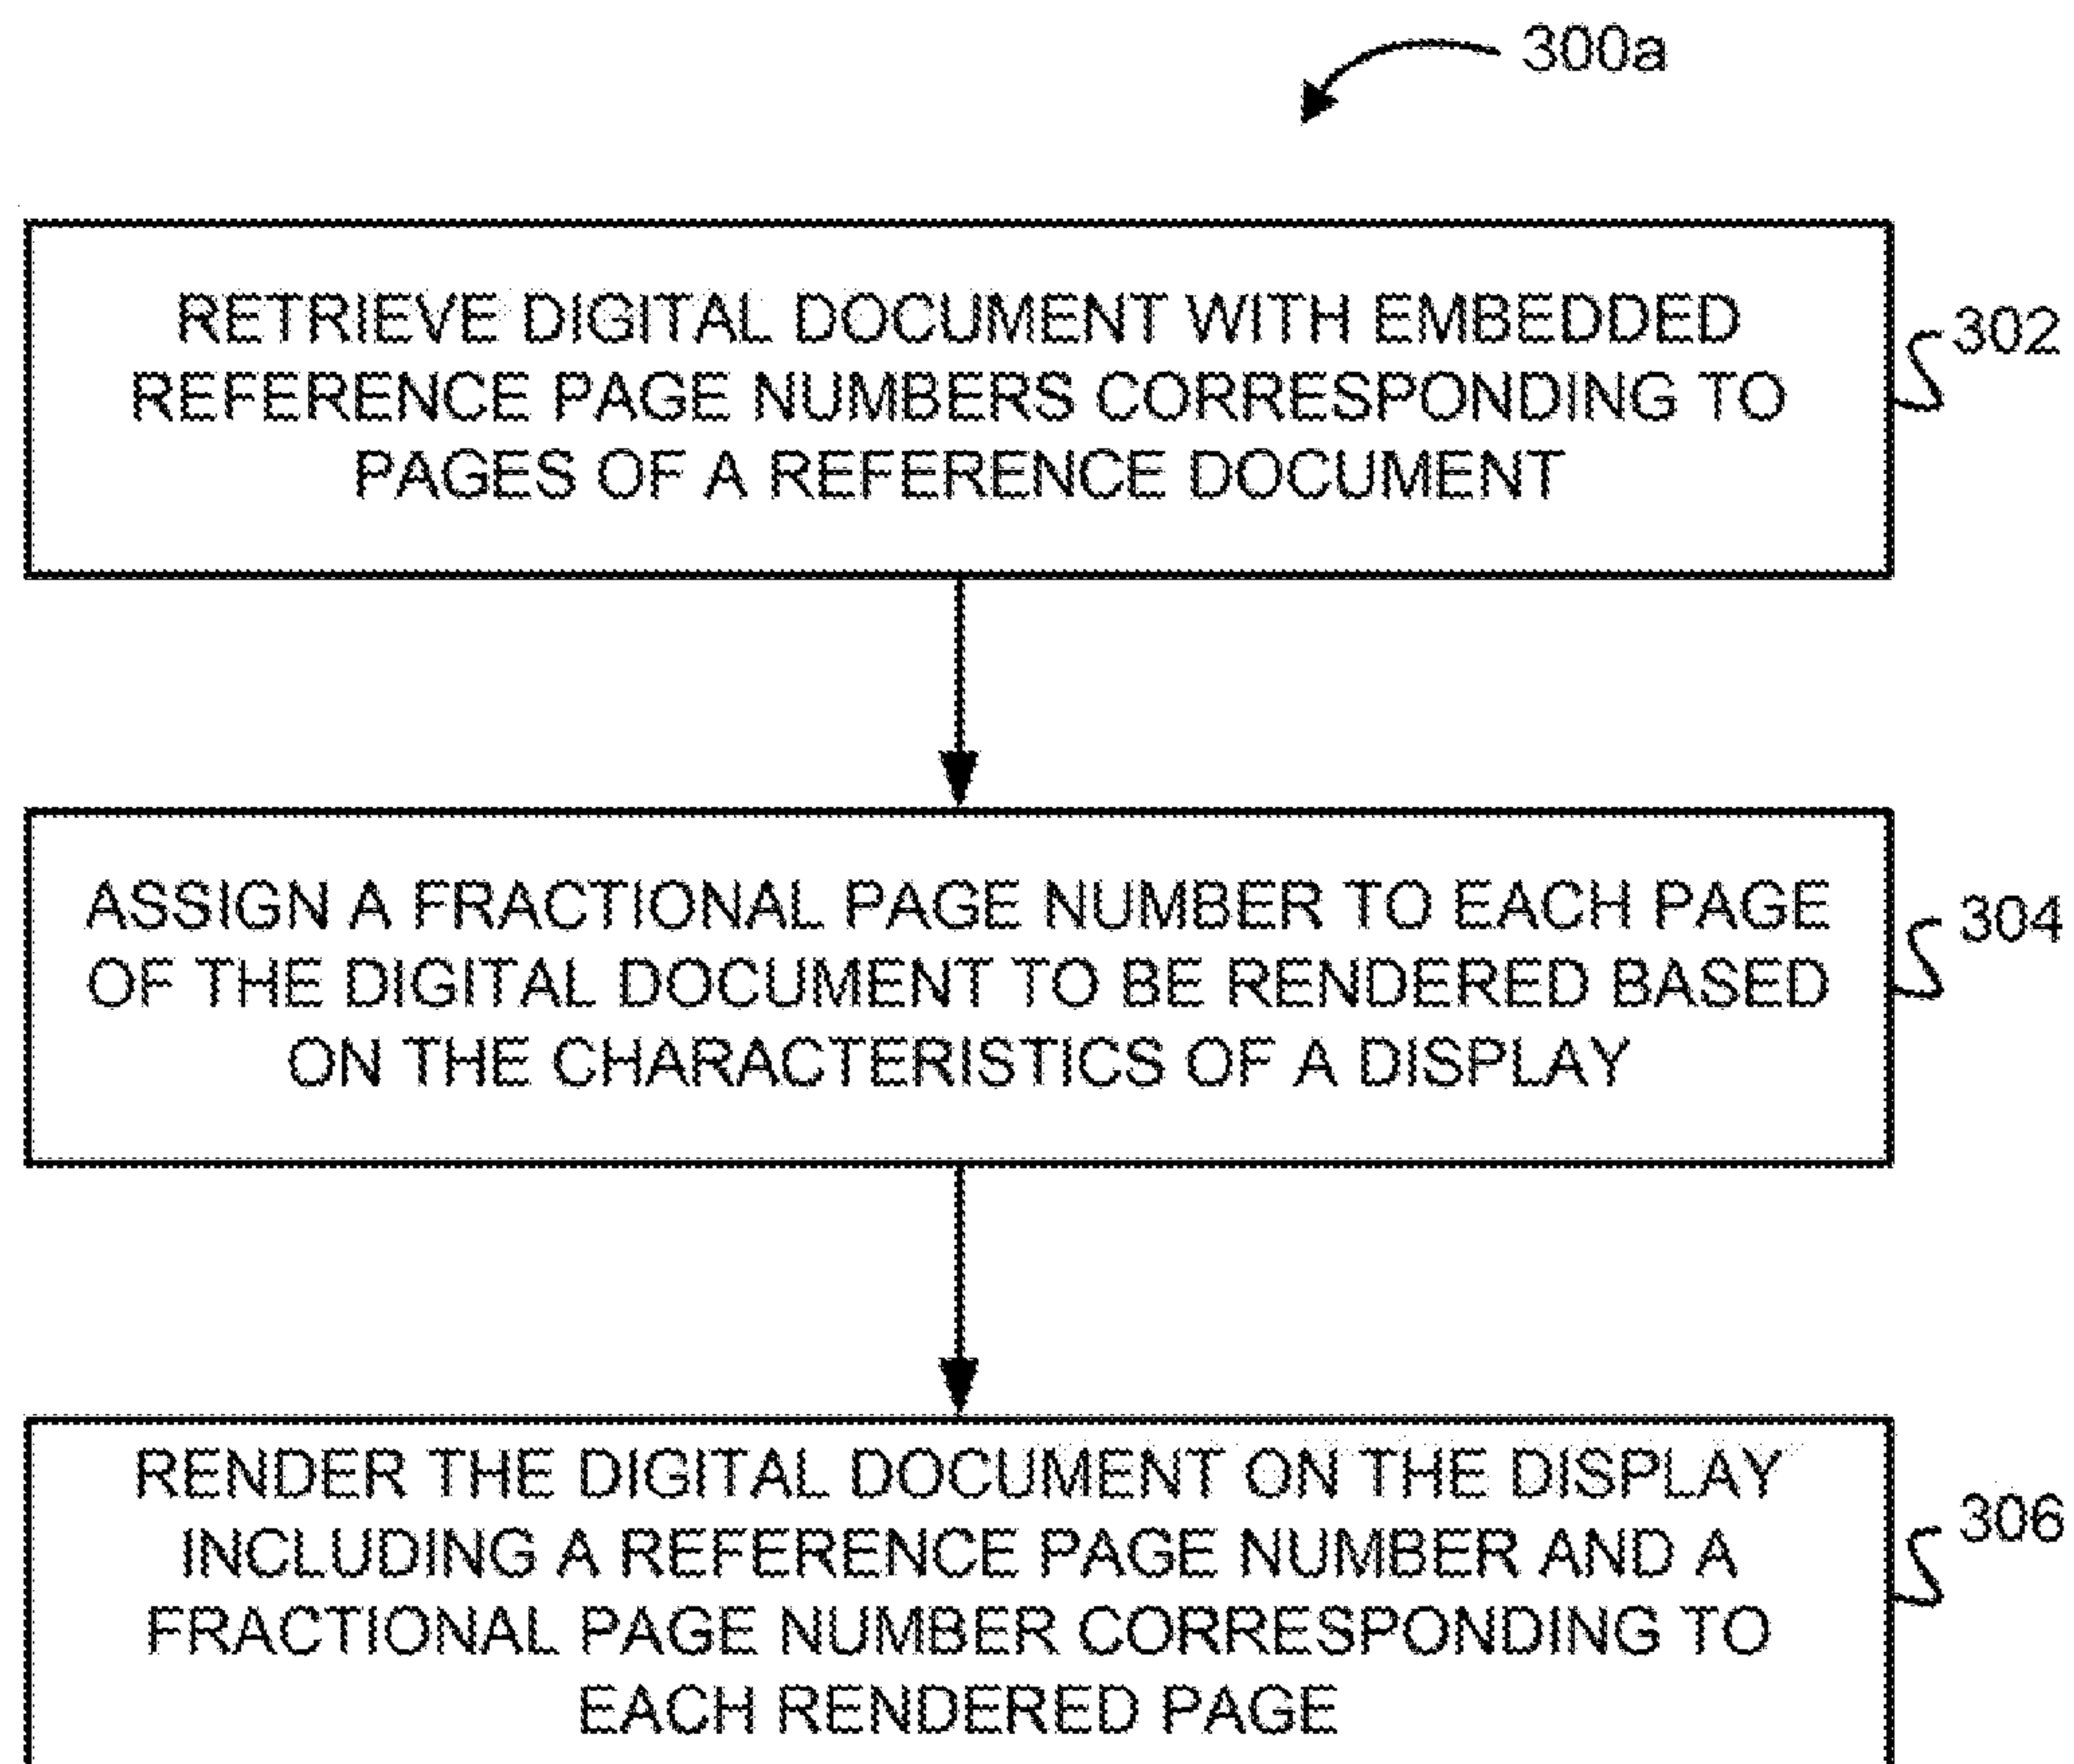 300a
RETRIEVE DIGITAL DOCUMENT WITH EMBEDDED
REFERENCE PAGE NUMBERS CORRESPONDING TO
PAGES OF A REFERENCE DOCUMENT
302
ASSIGN A FRACTIONAL PAGE NUMBER TO EACH PAGE
OF THE DIGITAL DOCUMENT TO BE RENDERED BASED
ON THE CHARACTERISTICS OF A DISPLAY
304
RENDER THE DIGITAL DOCUMENT ON THE DISPLAY
INCLUDING A REFERENCE PAGE NUMBER AND A
FRACTIONAL PAGE NUMBER CORRESPONDING TO
EACH RENDERED PAGE
306